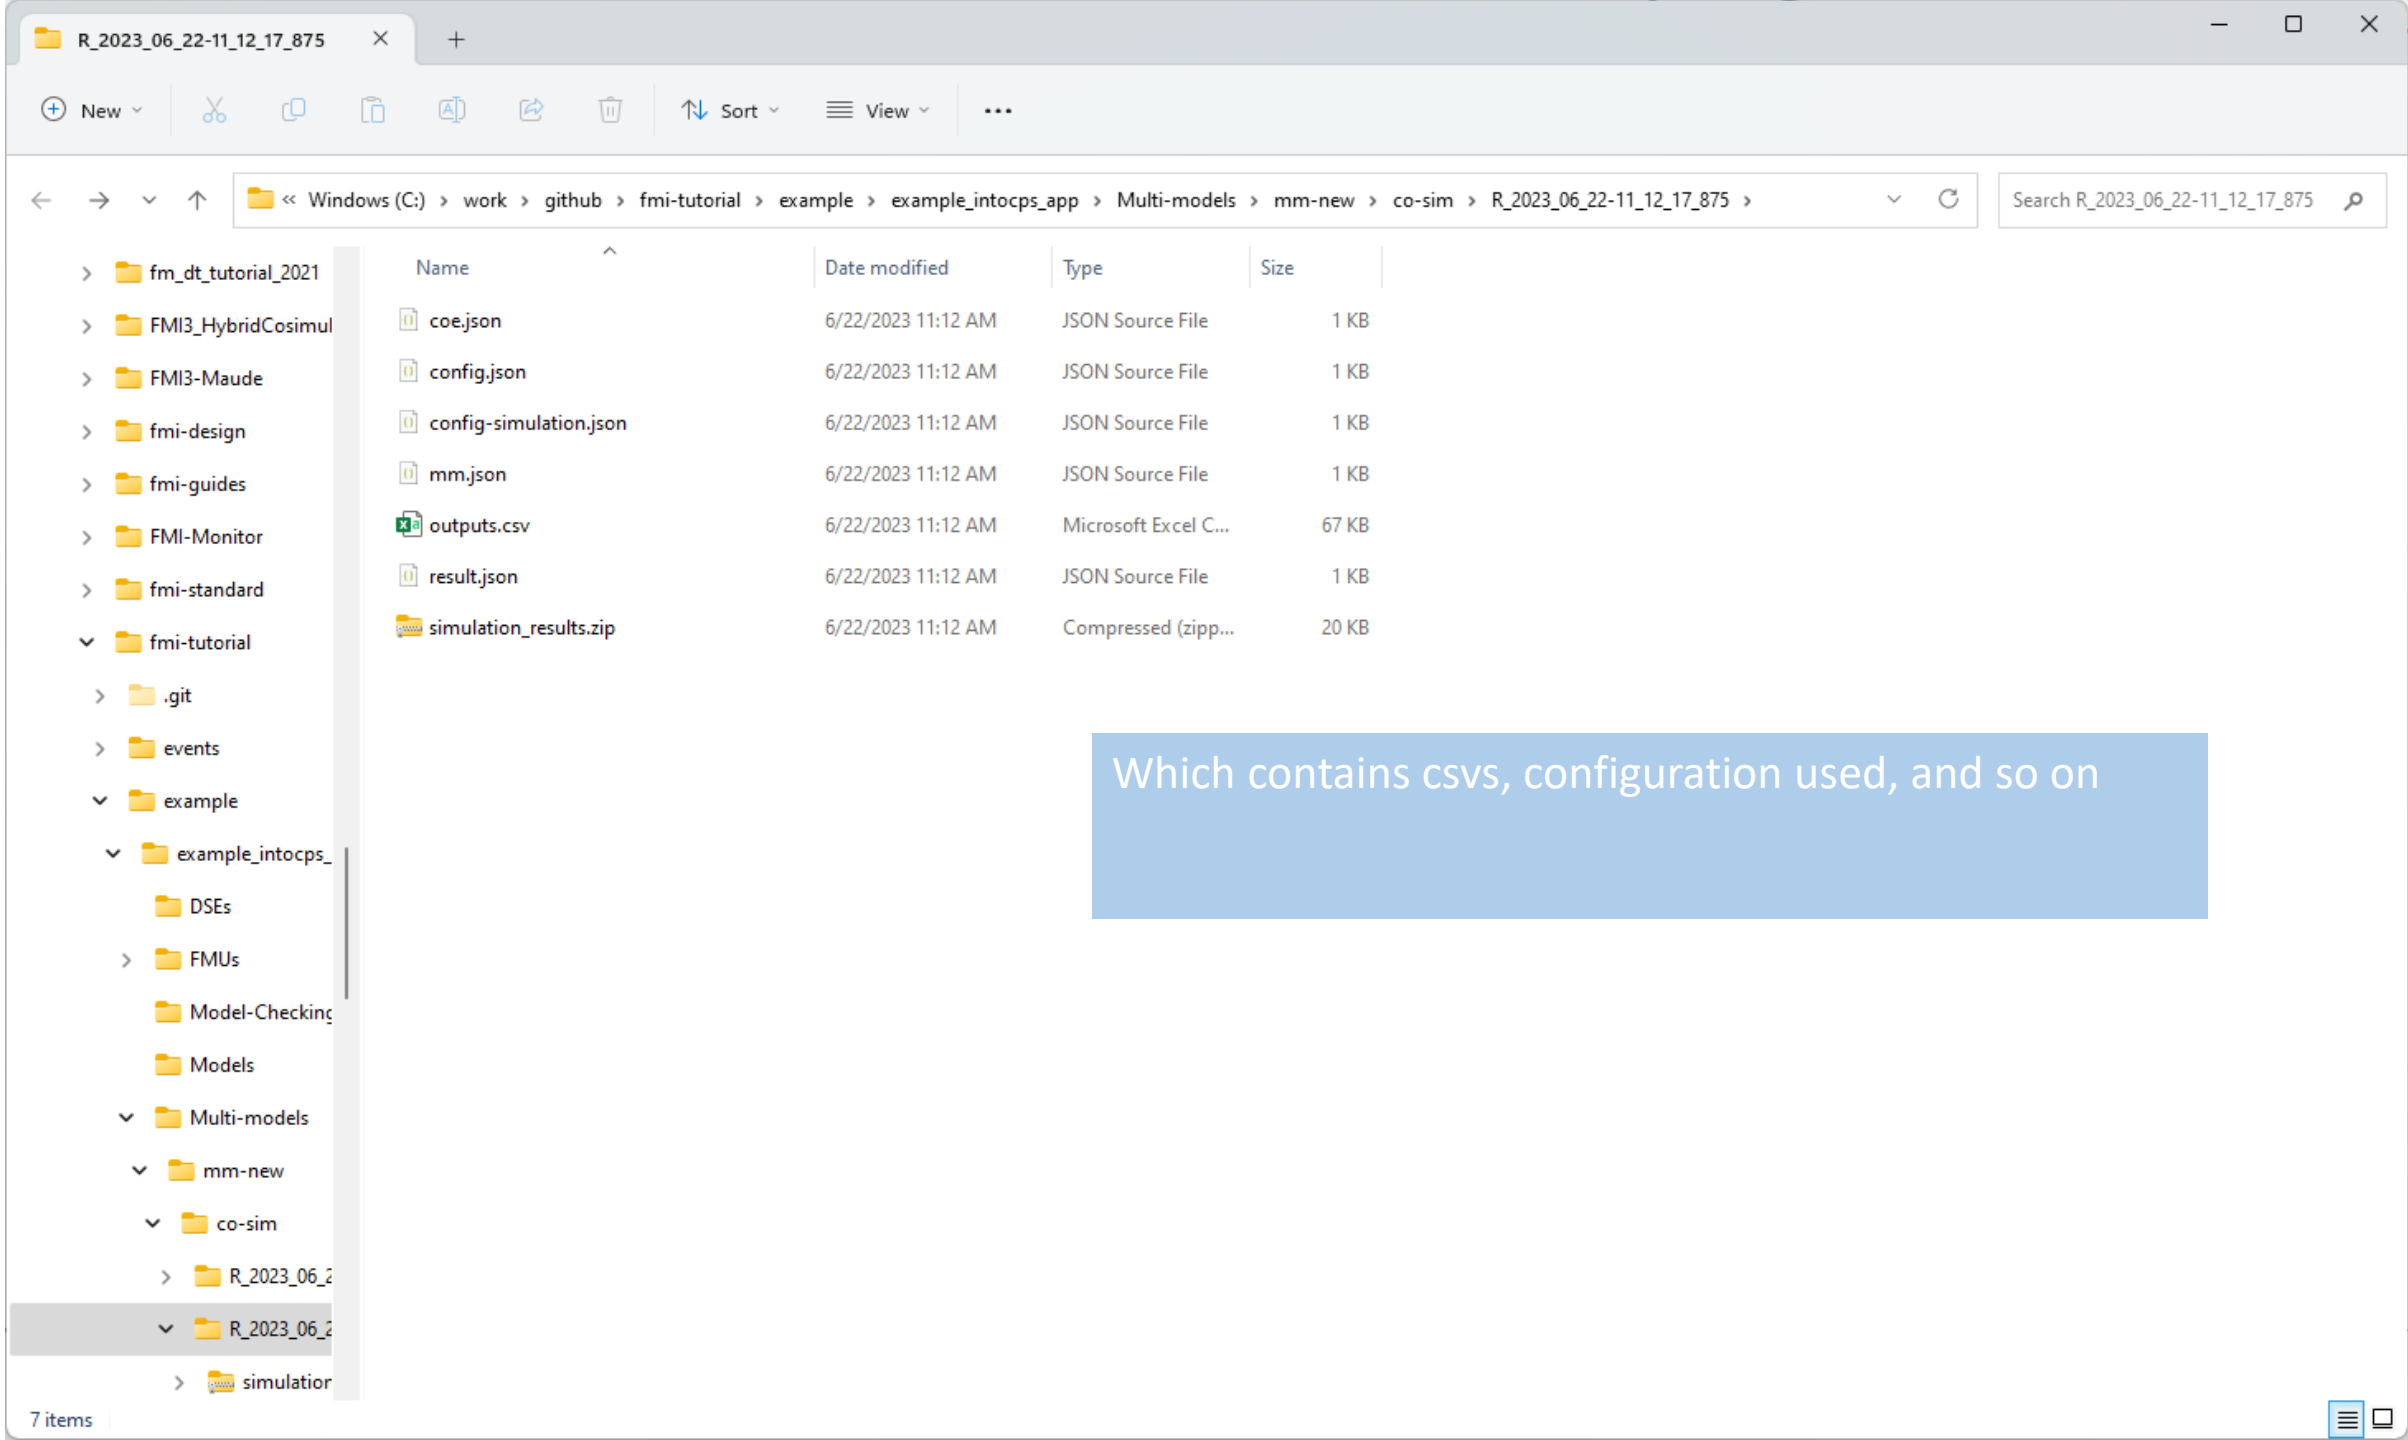 R_2023_06_22-11_12_17_875
New
Sort
View
« Windows (C:) > work > github > fmi-tutorial > example > example_intocps_app > Multi-models > mm-new > co-sim > R_2023_06_22-11_12_17_875 >
Search R_2023_06_22-11_12_17_875
fm_dt_tutorial_2021
FMI3_HybridCosimul
FMI3-Maude
fmi-design
fmi-guides
FMI-Monitor
fmi-standard
fmi-tutorial
.git
events
example
example_intocps_
DSEs
FMUs
Model-Checking
Models
Multi-models
mm-new
co-sim
R_2023_06_2
R_2023_06_2
simulation
Name Date modified Type Size
coe.json 6/22/2023 11:12 AM JSON Source File 1 KB
config.json 6/22/2023 11:12 AM JSON Source File 1 KB
config-simulation.json 6/22/2023 11:12 AM JSON Source File 1 KB
mm.json 6/22/2023 11:12 AM JSON Source File 1 KB
outputs.csv 6/22/2023 11:12 AM Microsoft Excel C... 67 KB
result.json 6/22/2023 11:12 AM JSON Source File 1 KB
simulation_results.zip 6/22/2023 11:12 AM Compressed (zipp... 20 KB
Which contains csvs, configuration used, and so on
7 items